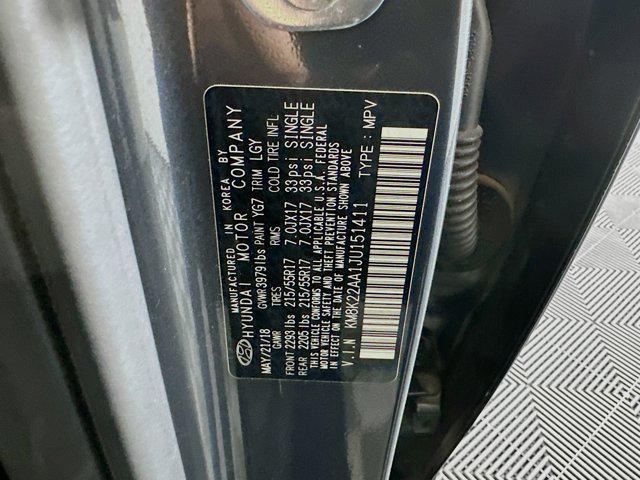 MANUFACTURED IN KOREA BY
HYUNDAI MOTOR COMPANY
MAY/21/18 GVWR 3979 lbs PAINT YG7 TRIM LGY
GAWR TIRES RIMS COLD TIRE INFL
FRONT 2293 lbs 215/55R17 7.0JX17 33psi SINGLE
REAR 2205 lbs 215/55R17 7.0JX17 33psi SINGLE
THIS VEHICLE CONFORMS TO ALL APPLICABLE U.S.A. FEDERAL
MOTOR VEHICLE SAFETY AND THEFT PREVENTION STANDARDS
IN EFFECT ON THE DATE OF MANUFACTURE SHOWN ABOVE
V.I.N KM8K22AA1JU151411 TYPE : MPV